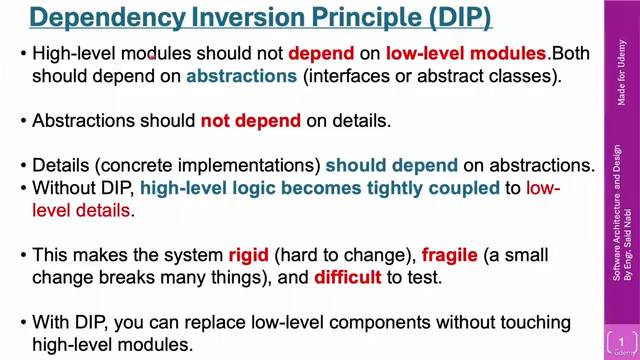 Dependency Inversion Principle (DIP)
• High-level modules should not depend on low-level modules.Both
should depend on abstractions (interfaces or abstract classes).
• Abstractions should not depend on details.
• Details (concrete implementations) should depend on abstractions.
• Without DIP, high-level logic becomes tightly coupled to low-
level details.
• This makes the system rigid (hard to change), fragile (a small
change breaks many things), and difficult to test.
• With DIP, you can replace low-level components without touching
high-level modules.
Made for Udemy
Software Architecture and Design
By Engr. Said Nabi
1
Udemy